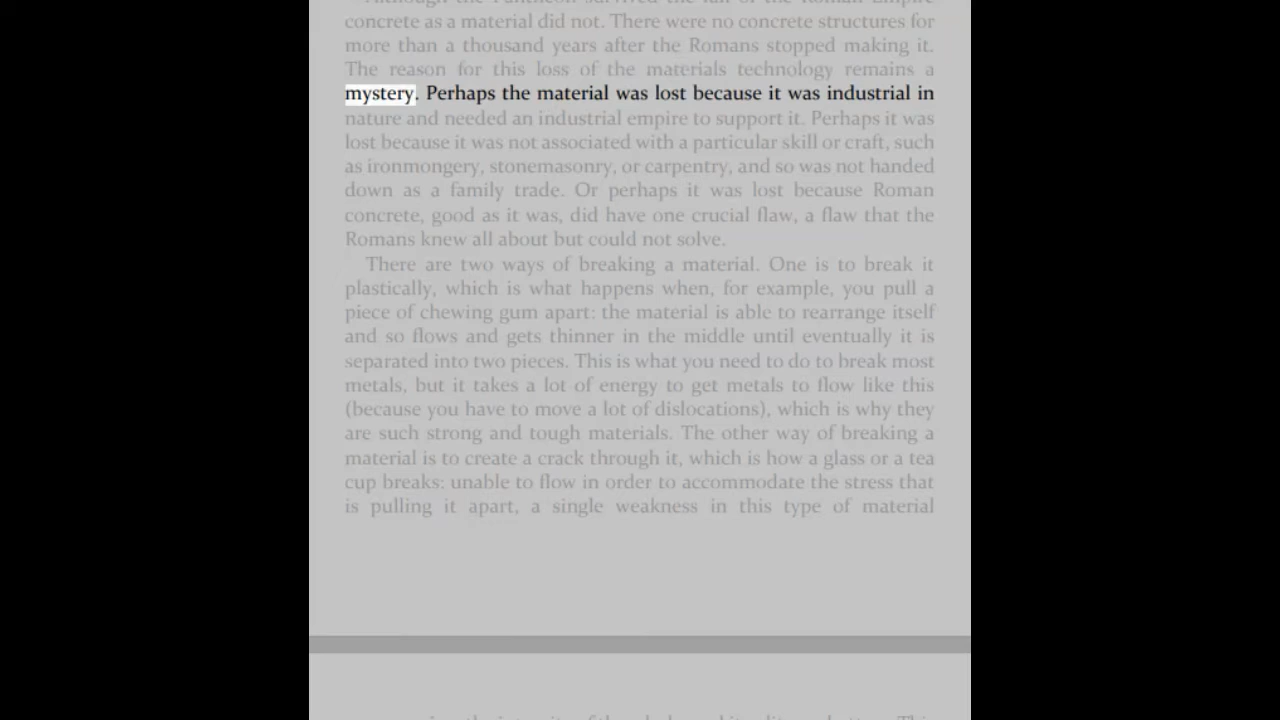 Although the Pantheon survived the fall of the Roman Empire
concrete as a material did not. There were no concrete structures for
more than a thousand years after the Romans stopped making it.
The reason for this loss of the materials technology remains a
mystery. Perhaps the material was lost because it was industrial in
nature and needed an industrial empire to support it. Perhaps it was
lost because it was not associated with a particular skill or craft, such
as ironmongery, stonemasonry, or carpentry, and so was not handed
down as a family trade. Or perhaps it was lost because Roman
concrete, good as it was, did have one crucial flaw, a flaw that the
Romans knew all about but could not solve.
There are two ways of breaking a material. One is to break it
plastically, which is what happens when, for example, you pull a
piece of chewing gum apart: the material is able to rearrange itself
and so flows and gets thinner in the middle until eventually it is
separated into two pieces. This is what you need to do to break most
metals, but it takes a lot of energy to get metals to flow like this
(because you have to move a lot of dislocations), which is why they
are such strong and tough materials. The other way of breaking a
material is to create a crack through it, which is how a glass or a tea
cup breaks: unable to flow in order to accommodate the stress that
is pulling it apart, a single weakness in this type of material